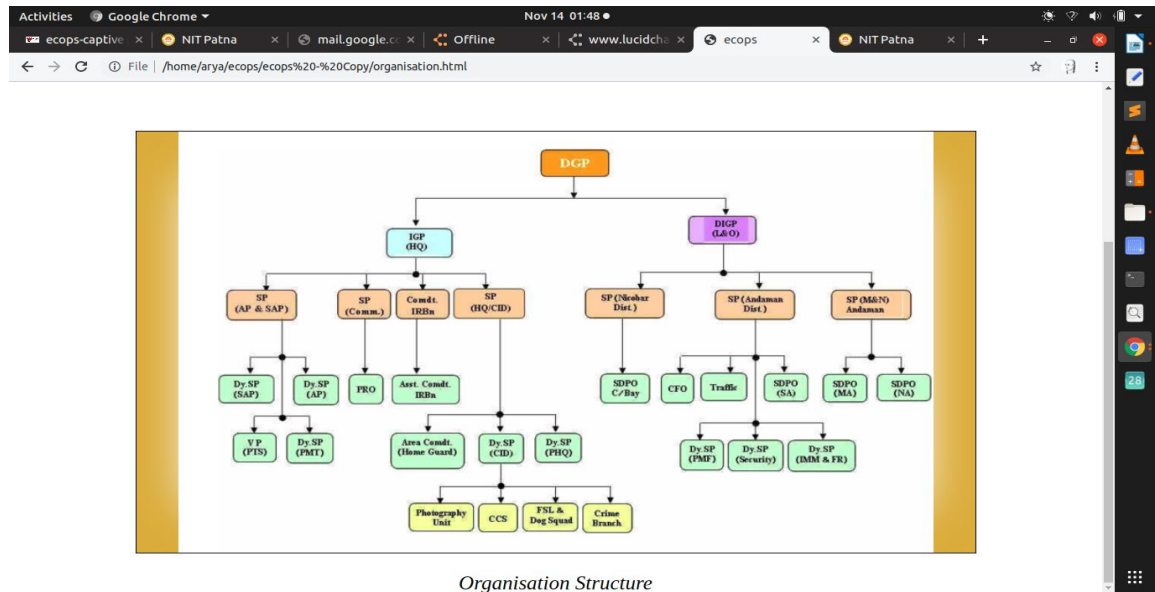 Activities Google Chrome Nov 14 01:48
ecops-captive NIT Patna mail.google.cc Offline www.lucidcha ecops NIT Patna
File /home/arya/ecops/ecops%20-%20Copy/organisation.html
DGP
IGP
(HQ)
DIGP
(L&O)
SP
(AP & SAP)
SP
(Comm.)
Comdt.
IRBn
SP
(HQ/CID)
SP (Nicobar
Dist.)
SP (Andaman
Dist.)
SP (M&N)
Andaman
Dy.SP
(SAP)
Dy.SP
(AP)
PRO
Asst. Comdt.
IRBn
SDPO
C/Bay
CFO
Traffic
SDPO
(SA)
SDPO
(MA)
SDPO
(NA)
VP
(PTS)
Dy.SP
(PMT)
Area Comdt.
(Home Guard)
Dy.SP
(CID)
Dy.SP
(PHQ)
Dy.SP
(PMF)
Dy.SP
(Security)
Dy.SP
(IMM & FR)
Photography
Unit
CCS
FSL &
Dog Squad
Crime
Branch
Organisation Structure
28